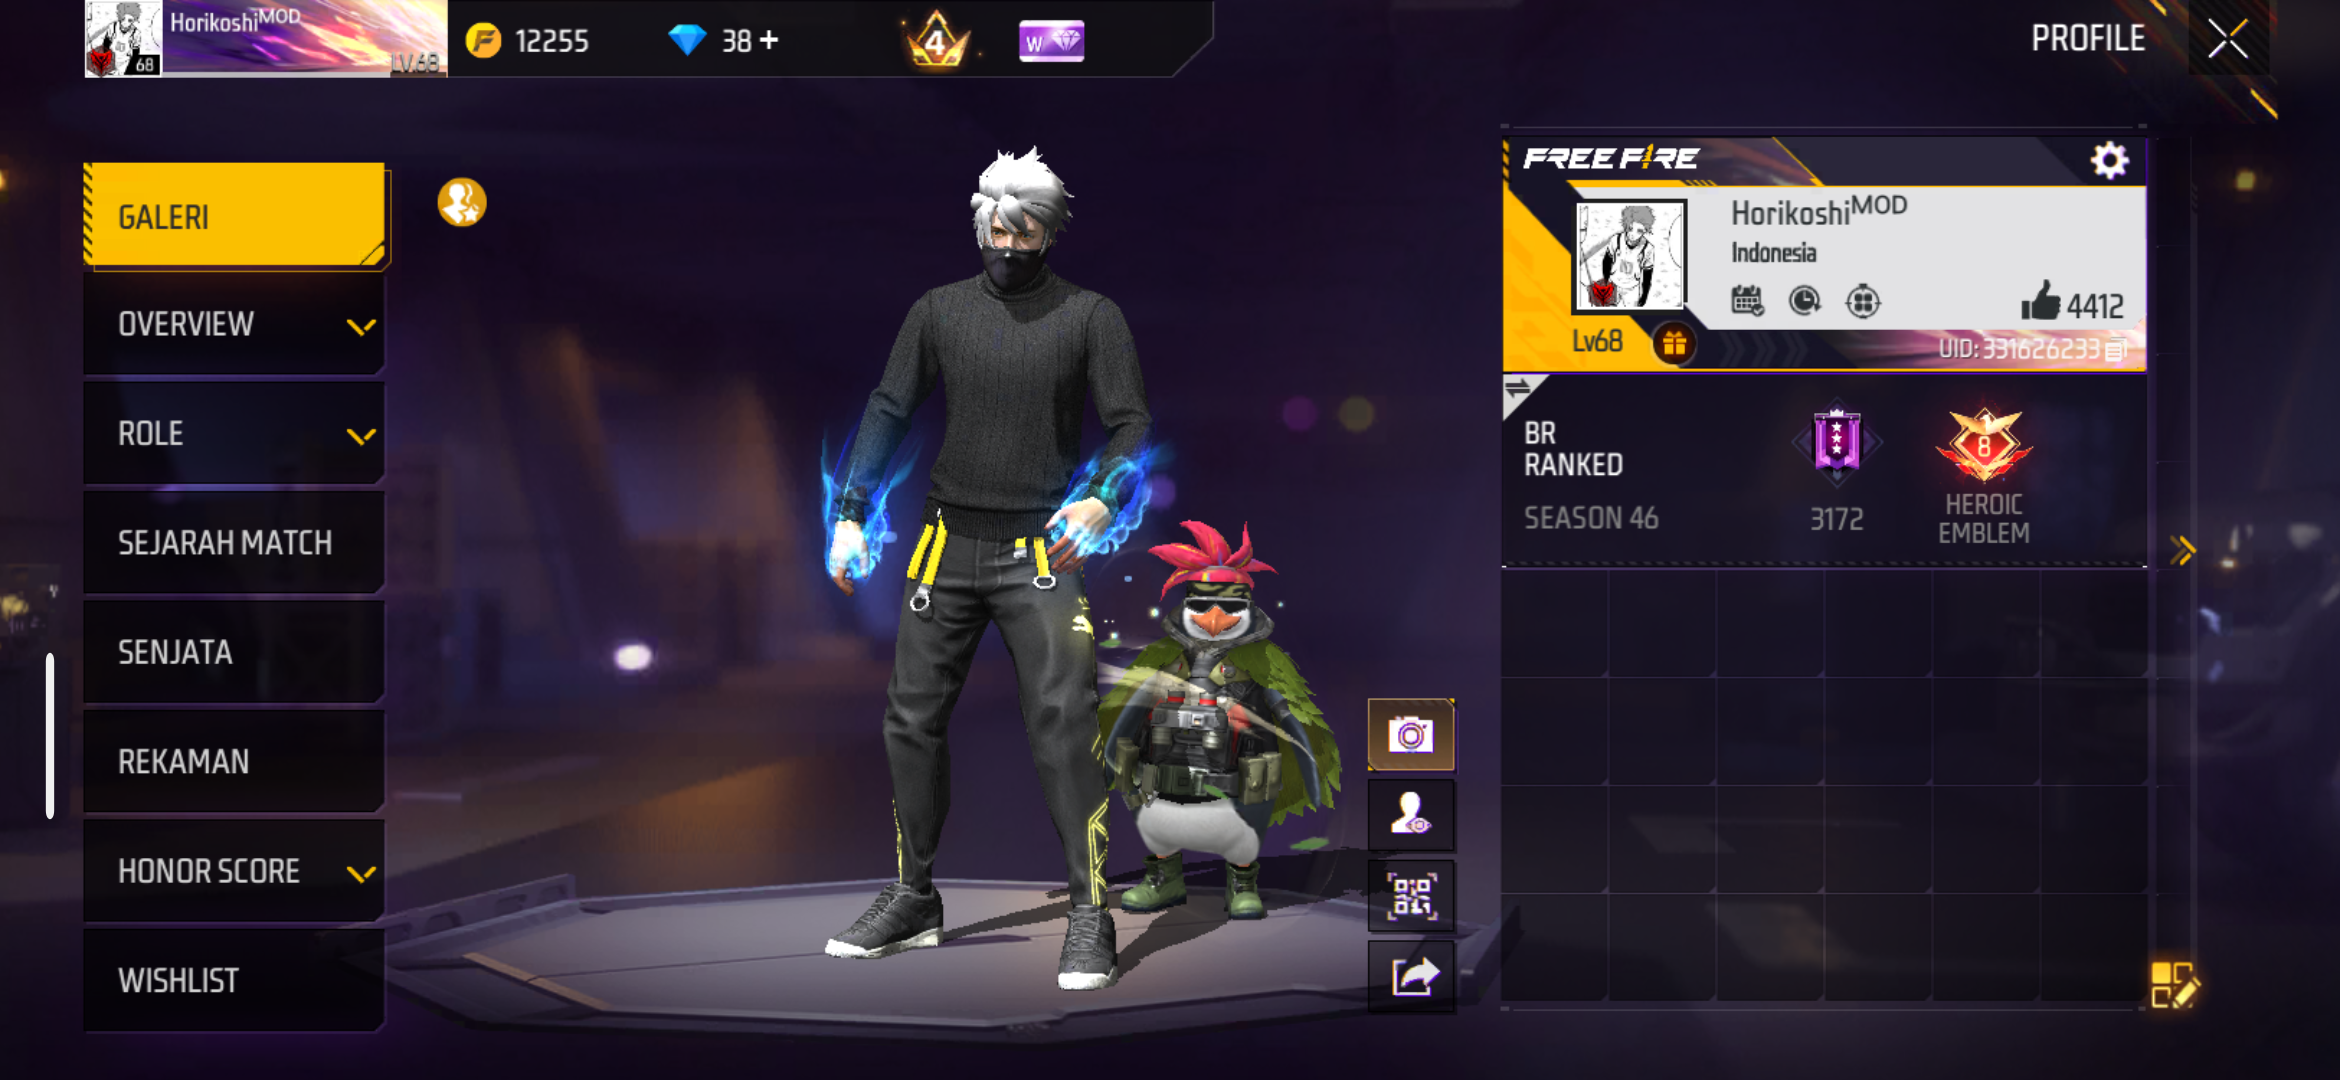 HorikoshiMOD
68
LV.68
12255
38 +
4
W
PROFILE
GALERI
OVERVIEW
ROLE
SEJARAH MATCH
SENJATA
REKAMAN
HONOR SCORE
WISHLIST
FREE FIRE
HorikoshiMOD
Indonesia
4412
Lv68
UID: 331626233
BR
RANKED
SEASON 46
3172
8
HEROIC
EMBLEM